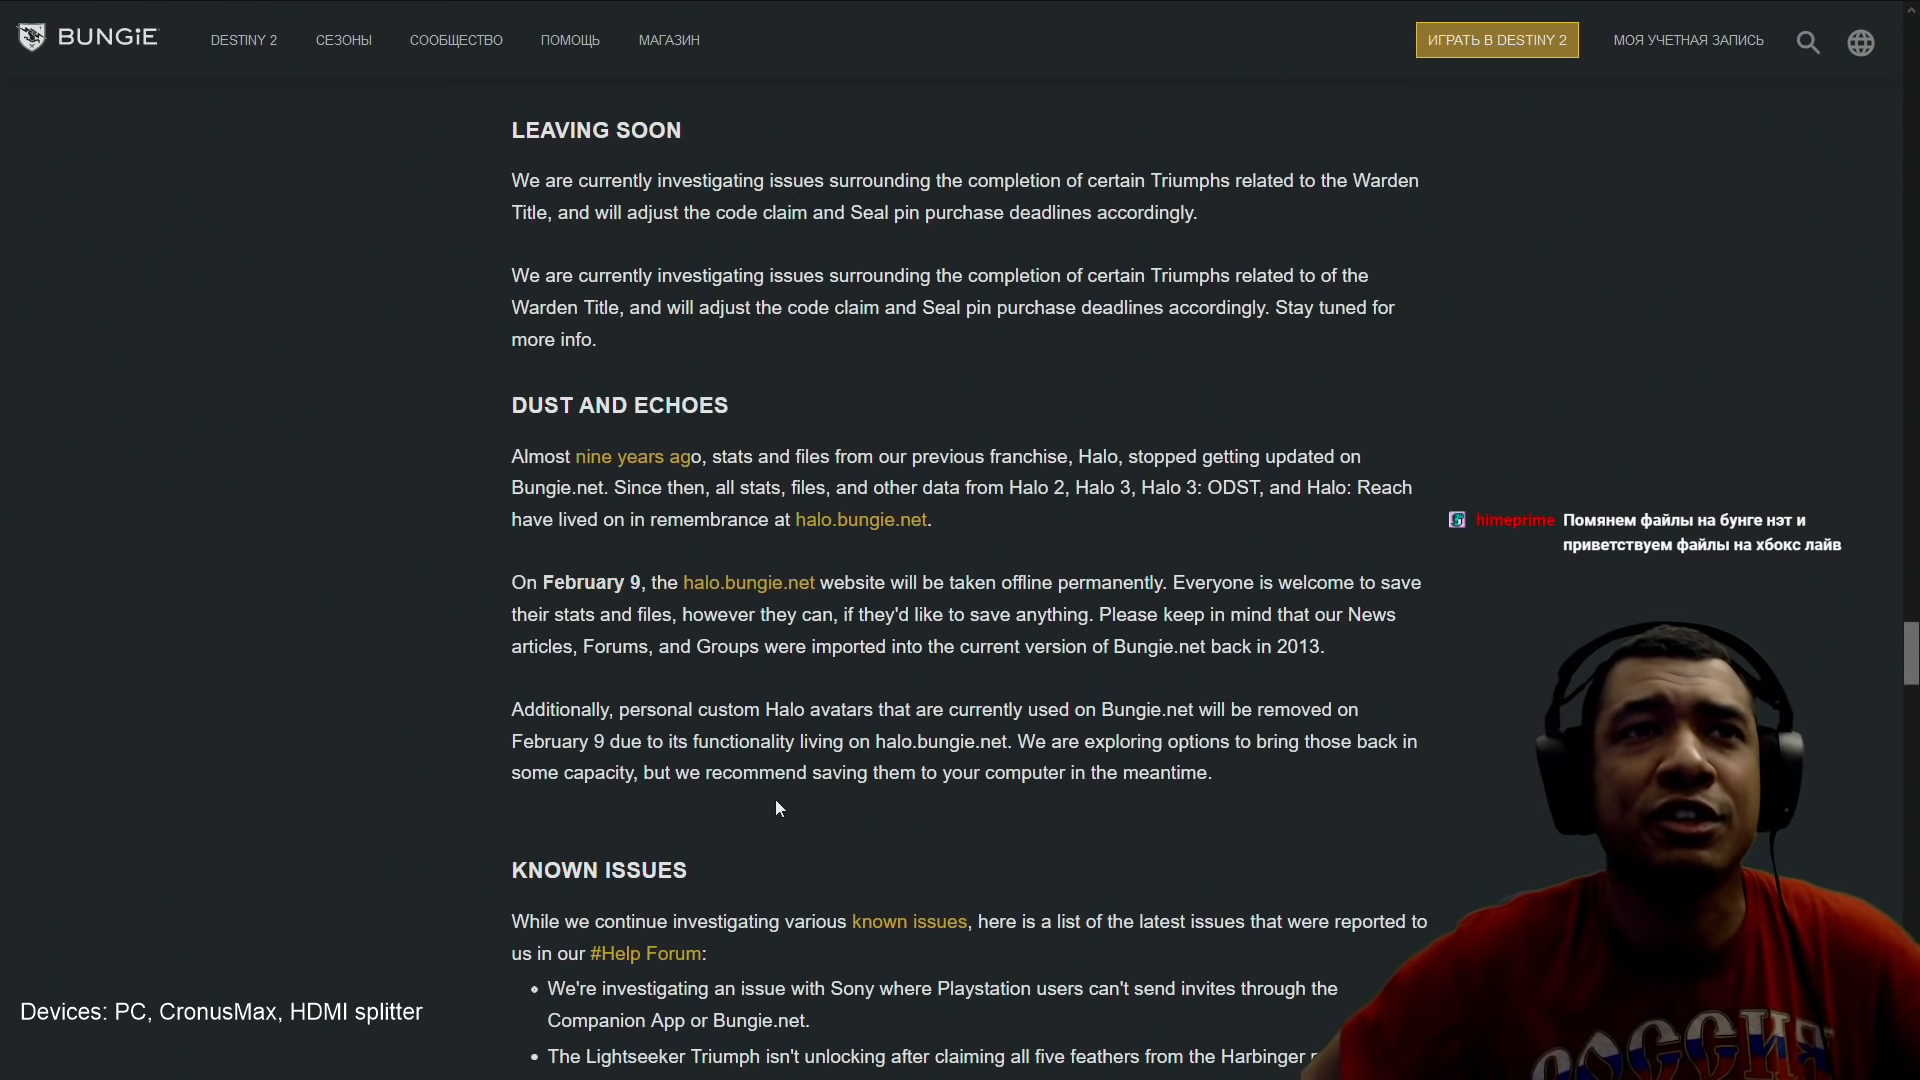 BUNGiE
DESTINY 2
СЕЗОНЫ
СООБЩЕСТВО
ПОМОЩЬ
МАГАЗИН
ИГРАТЬ В DESTINY 2
МОЯ УЧЕТНАЯ ЗАПИСЬ
LEAVING SOON
We are currently investigating issues surrounding the completion of certain Triumphs related to the Warden
Title, and will adjust the code claim and Seal pin purchase deadlines accordingly.
We are currently investigating issues surrounding the completion of certain Triumphs related to of the
Warden Title, and will adjust the code claim and Seal pin purchase deadlines accordingly. Stay tuned for
more info.
DUST AND ECHOES
Almost nine years ago, stats and files from our previous franchise, Halo, stopped getting updated on
Bungie.net. Since then, all stats, files, and other data from Halo 2, Halo 3, Halo 3: ODST, and Halo: Reach
have lived on in remembrance at halo.bungie.net.
On February 9, the halo.bungie.net website will be taken offline permanently. Everyone is welcome to save
their stats and files, however they can, if they'd like to save anything. Please keep in mind that our News
articles, Forums, and Groups were imported into the current version of Bungie.net back in 2013.
Additionally, personal custom Halo avatars that are currently used on Bungie.net will be removed on
February 9 due to its functionality living on halo.bungie.net. We are exploring options to bring those back in
some capacity, but we recommend saving them to your computer in the meantime.
KNOWN ISSUES
While we continue investigating various known issues, here is a list of the latest issues that were reported to
us in our #Help Forum:
• We're investigating an issue with Sony where Playstation users can't send invites through the
Companion App or Bungie.net.
• The Lightseeker Triumph isn't unlocking after claiming all five feathers from the Harbinger
himeprime Помянем файлы на бунге нэт и
приветствуем файлы на хбокс лайв
Devices: PC, CronusMax, HDMI splitter
РОССИЯ